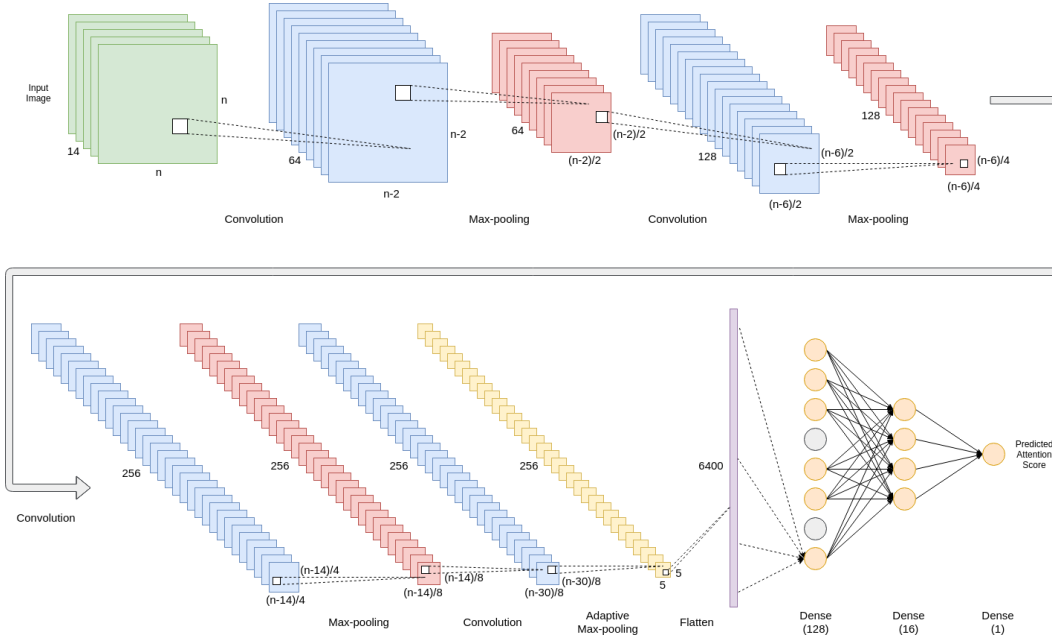 Input
Image
14
n
n
64
n-2
n-2
64
(n-2)/2
(n-2)/2
128
(n-6)/2
(n-6)/2
128
(n-6)/4
(n-6)/4
Convolution
Max-pooling
Convolution
Max-pooling
Convolution
256
(n-14)/4
(n-14)/4
256
(n-14)/8
(n-14)/8
256
(n-30)/8
(n-30)/8
256
5
5
6400
Predicted
Attention
Score
Max-pooling
Convolution
Adaptive
Max-pooling
Flatten
Dense
(128)
Dense
(16)
Dense
(1)